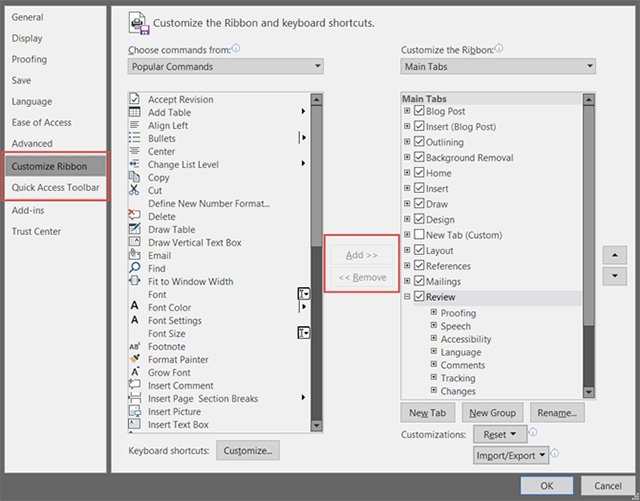 General
Display
Proofing
Save
Language
Ease of Access
Advanced
Customize Ribbon
Quick Access Toolbar
Add-ins
Trust Center
Customize the Ribbon and keyboard shortcuts.
Choose commands from:
Popular Commands
Accept Revision
Add Table
Align Left
Bullets
Center
Change List Level
Copy
Cut
Define New Number Format...
Delete
Draw Table
Draw Vertical Text Box
Email
Find
Fit to Window Width
Font
Font Color
Font Settings
Font Size
Footnote
Format Painter
Grow Font
Insert Comment
Insert Page  Section Breaks
Insert Picture
Insert Text Box
Keyboard shortcuts: Customize...
Add >>
<< Remove
Customize the Ribbon:
Main Tabs
Main Tabs
Blog Post
Insert (Blog Post)
Outlining
Background Removal
Home
Insert
Draw
Design
New Tab (Custom)
Layout
References
Mailings
Review
Proofing
Speech
Accessibility
Language
Comments
Tracking
Changes
New Tab New Group Rename...
Customizations: Reset
Import/Export
OK Cancel